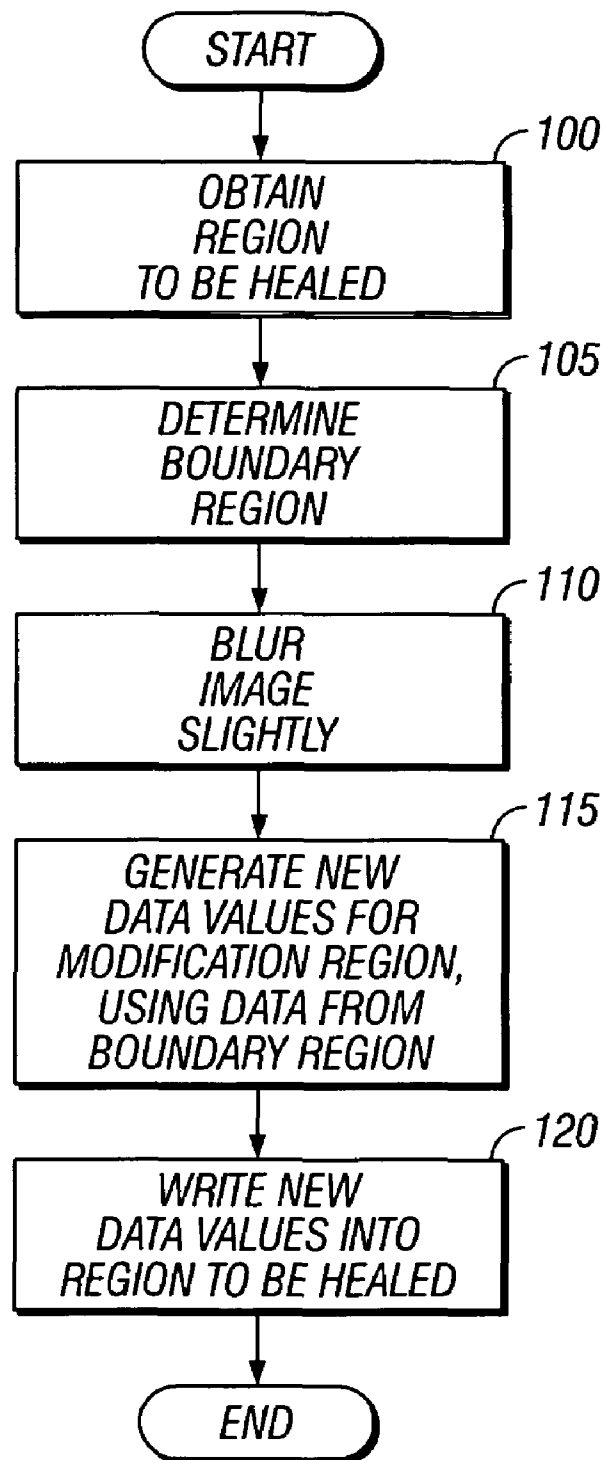 START
100
OBTAIN
REGION
TO BE HEALED
105
DETERMINE
BOUNDARY
REGION
110
BLUR
IMAGE
SLIGHTLY
115
GENERATE NEW
DATA VALUES FOR
MODIFICATION REGION,
USING DATA FROM
BOUNDARY REGION
120
WRITE NEW
DATA VALUES INTO
REGION TO BE HEALED
END